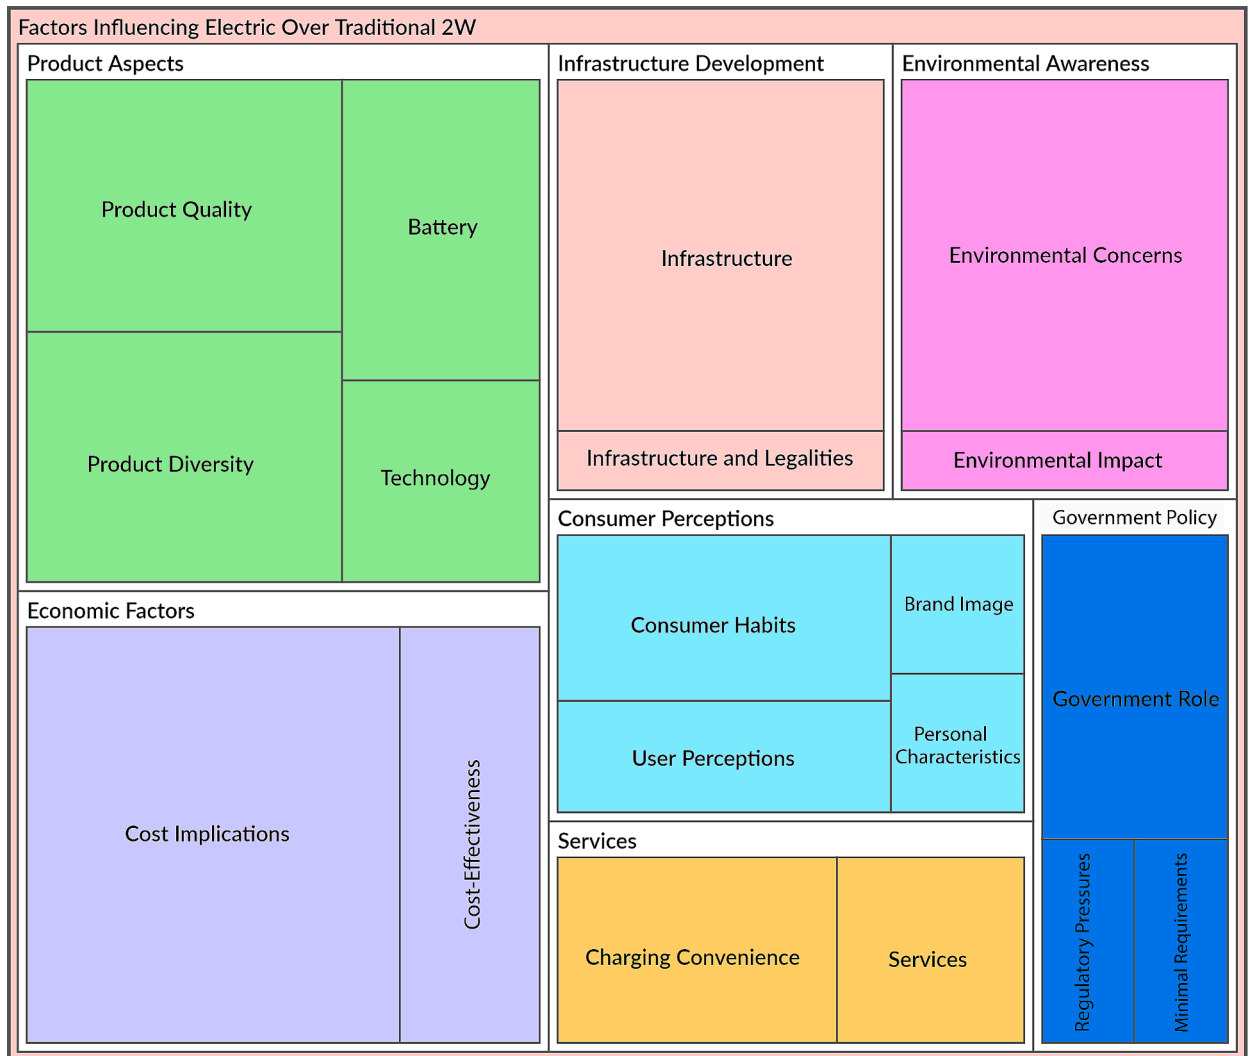 Factors Influencing Electric Over Traditional 2W
Product Aspects
Product Quality
Battery
Product Diversity
Technology
Economic Factors
Cost Implications
Cost-Effectiveness
Infrastructure Development
Infrastructure
Infrastructure and Legalities
Environmental Awareness
Environmental Concerns
Environmental Impact
Consumer Perceptions
Consumer Habits
Brand Image
User Perceptions
Personal
Characteristics
Services
Charging Convenience
Services
Government Policy
Government Role
Regulatory Pressures
Minimal Requirements